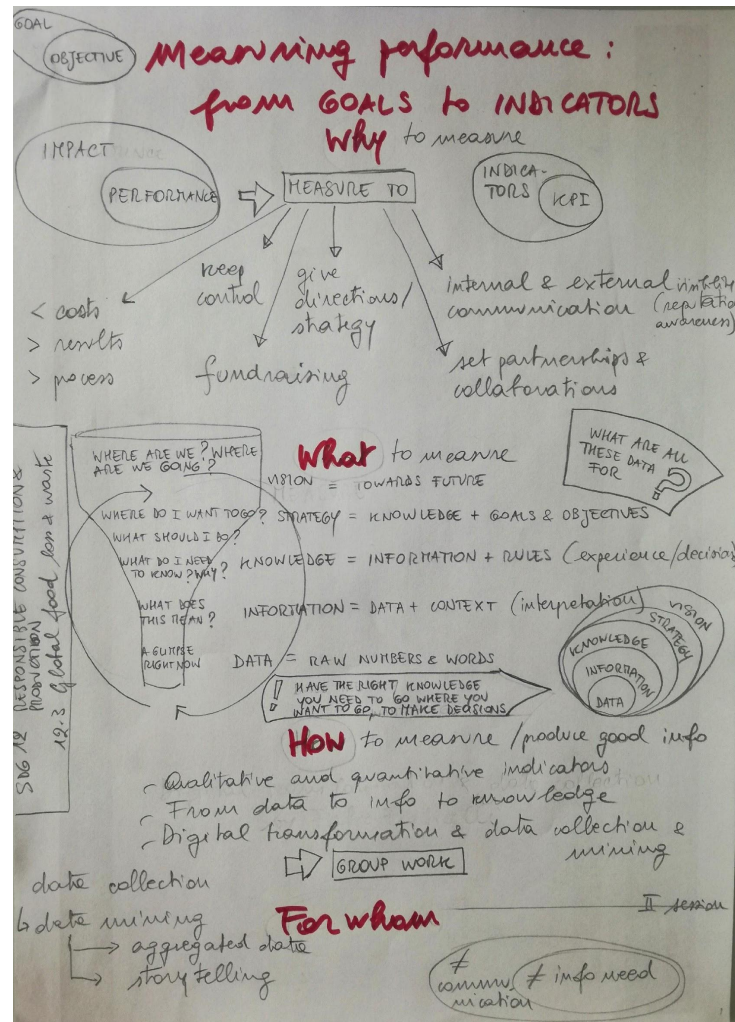 GOAL
OBJECTIVE
Measuring performance:
from GOALS to INDICATORS
Why to measure
IMPACT
PERFORMANCE
MEASURE TO
INDICA-
TORS
KPI
< costs
> results
> process
keep
control
fundraising
give
directions/
strategy
internal & external visibility
communication (reputation
awareness)
set partnerships &
collaborations
What to measure
WHAT ARE ALL
THESE DATA
FOR ?
WHERE ARE WE? WHERE
ARE WE GOING?
VISION = TOWARDS FUTURE
WHERE DO I WANT TO GO?
WHAT SHOULD I DO?
STRATEGY = KNOWLEDGE + GOALS & OBJECTIVES
WHAT DO I NEED
TO KNOW? WHY?
KNOWLEDGE = INFORMATION + RULES (experience/decision
WHAT DOES
THIS MEAN?
INFORMATION = DATA + CONTEXT (interpretation)
A GLIMPSE
RIGHT NOW
DATA = RAW NUMBERS & WORDS
VISION
STRATEGY
KNOWLEDGE
INFORMATION
DATA
! HAVE THE RIGHT KNOWLEDGE
YOU NEED TO GO WHERE YOU
WANT TO GO, TO MAKE DECISIONS
SDG 12 RESPONSIBLE CONSUMPTION &
PRODUCTION
12.3 Global food loss & waste
HOW to measure / produce good info
- Qualitative and quantitative indicators
- From data to info to knowledge
- Digital transformation & data collection &
mining
GROUP WORK
data collection
data mining
aggregated data
storytelling
For whom
II session
≠
commu-
nication
≠ info need